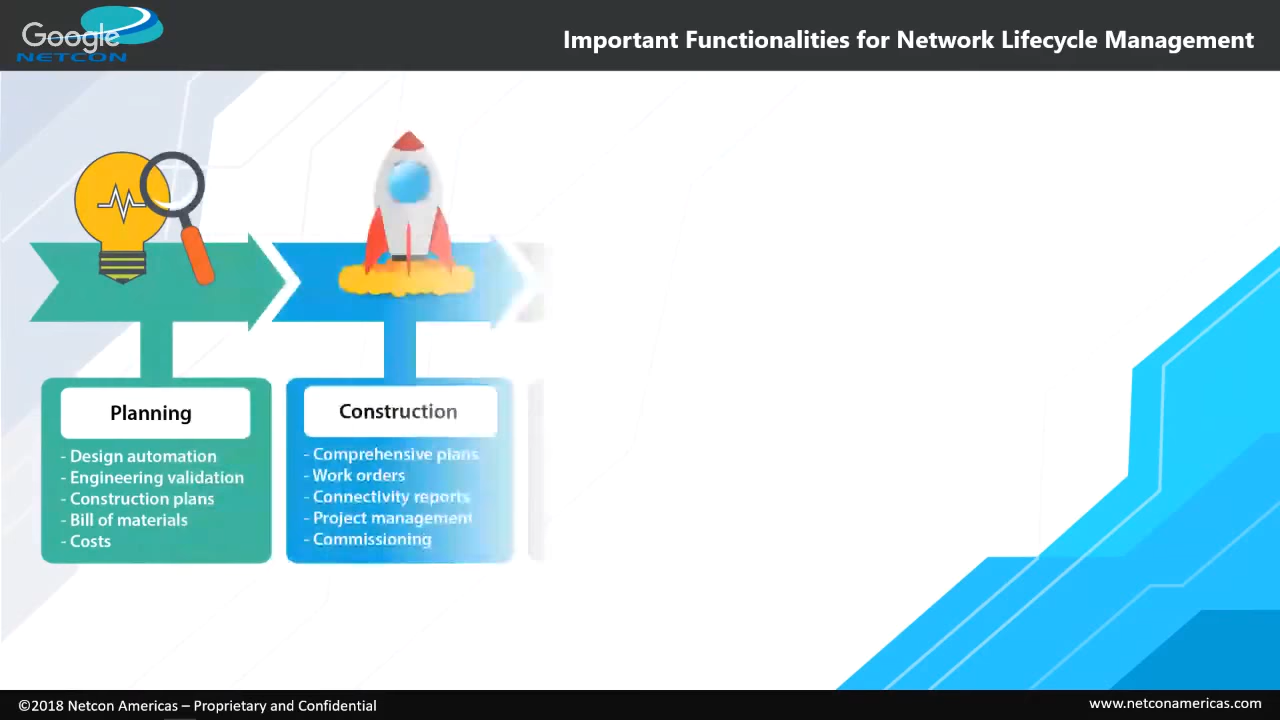 Google
NETCON
Important Functionalities for Network Lifecycle Management
Planning
- Design automation
- Engineering validation
- Construction plans
- Bill of materials
- Costs
Construction
- Comprehensive plans
- Work orders
- Connectivity reports
- Project management
- Commissioning
©2018 Netcon Americas – Proprietary and Confidential
www.netconamericas.com